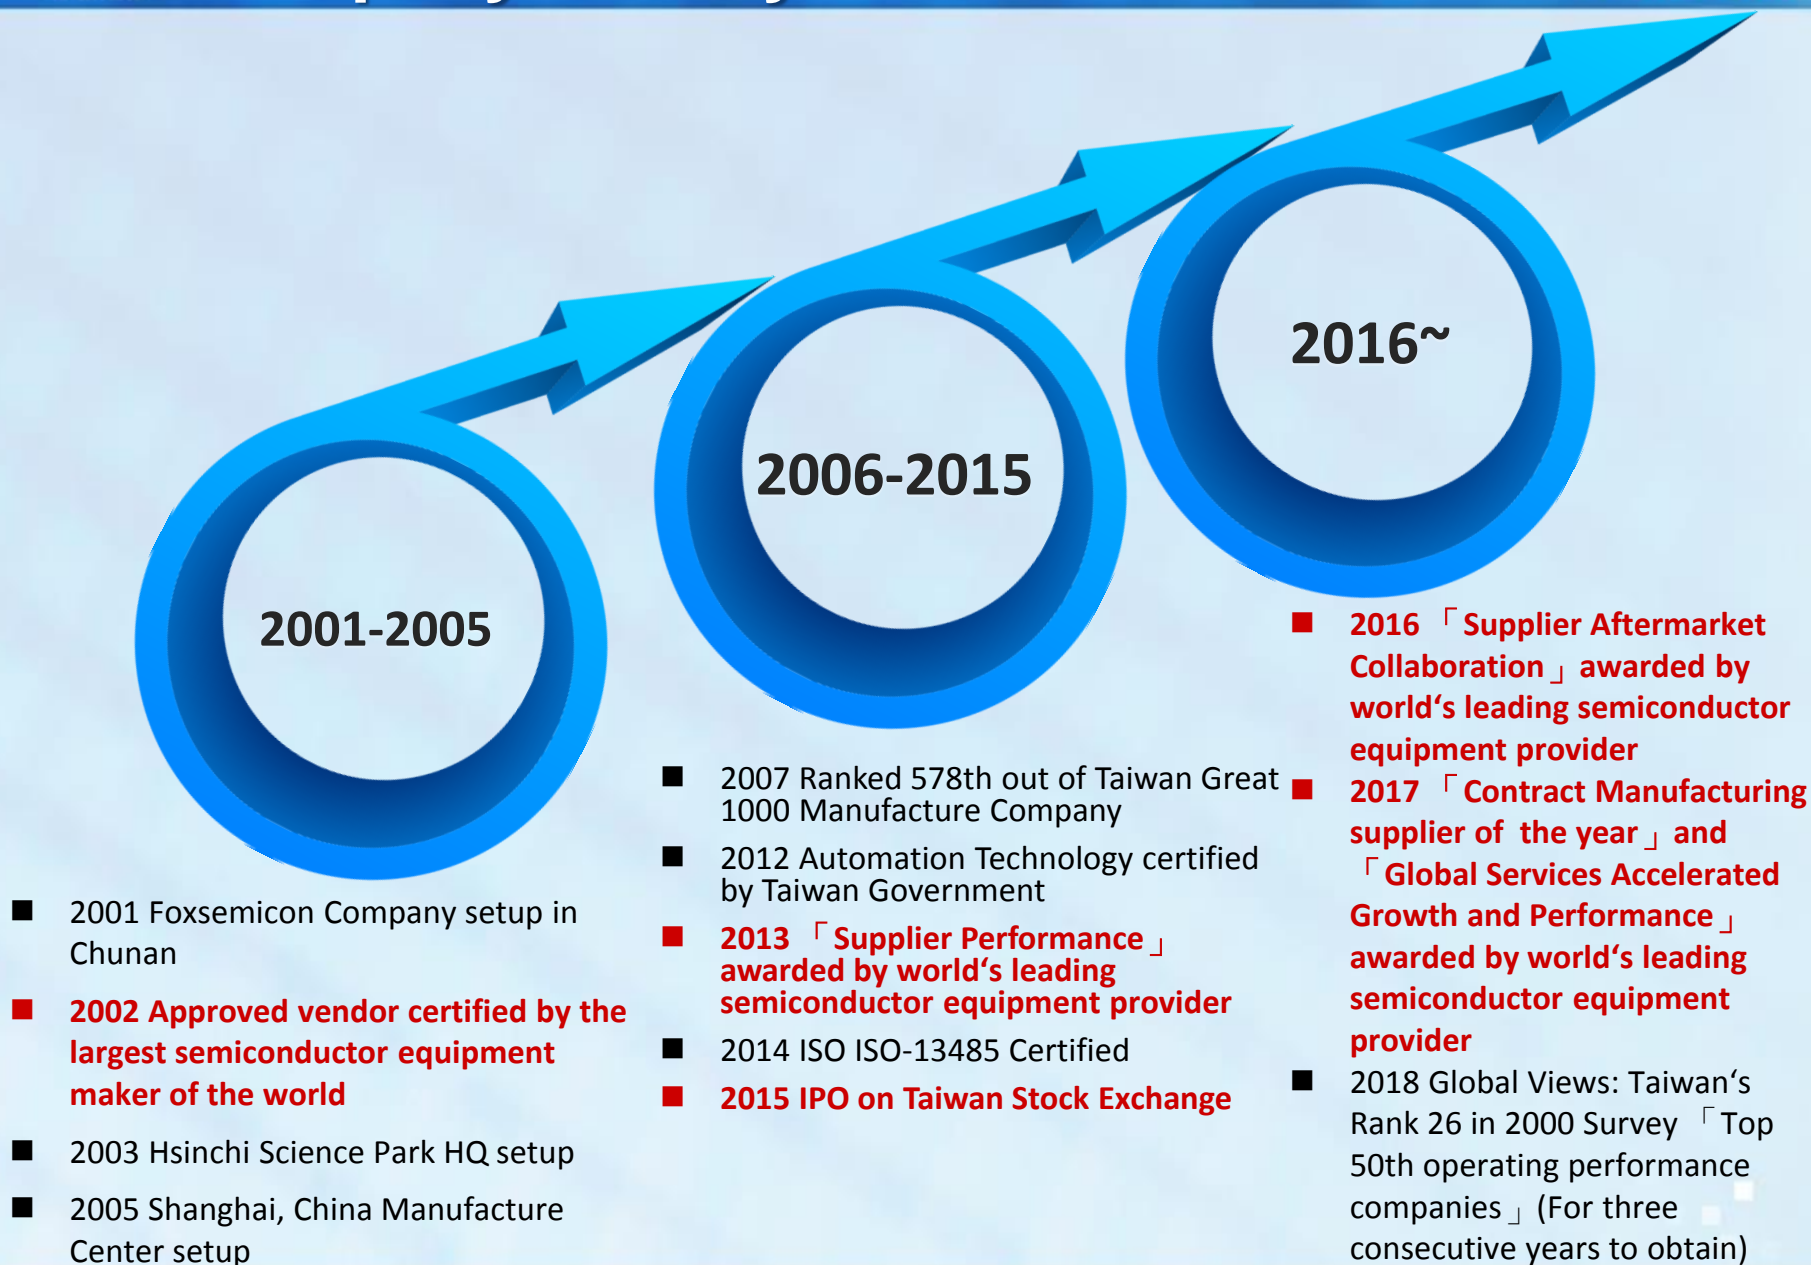 2001-2005
2006-2015
2016~
■ 2001 Foxsemicon Company setup in
Chunan
■ 2002 Approved vendor certified by the
largest semiconductor equipment
maker of the world
■ 2003 Hsinchi Science Park HQ setup
■ 2005 Shanghai, China Manufacture
Center setup
■ 2007 Ranked 578th out of Taiwan Great
1000 Manufacture Company
■ 2012 Automation Technology certified
by Taiwan Government
■ 2013 「Supplier Performance」
awarded by world‘s leading
semiconductor equipment provider
■ 2014 ISO ISO-13485 Certified
■ 2015 IPO on Taiwan Stock Exchange
■ 2016 「Supplier Aftermarket
Collaboration」 awarded by
world‘s leading semiconductor
equipment provider
■ 2017 「Contract Manufacturing
supplier of the year」 and
「Global Services Accelerated
Growth and Performance」
awarded by world‘s leading
semiconductor equipment
provider
■ 2018 Global Views: Taiwan‘s
Rank 26 in 2000 Survey 「Top
50th operating performance
companies」 (For three
consecutive years to obtain)